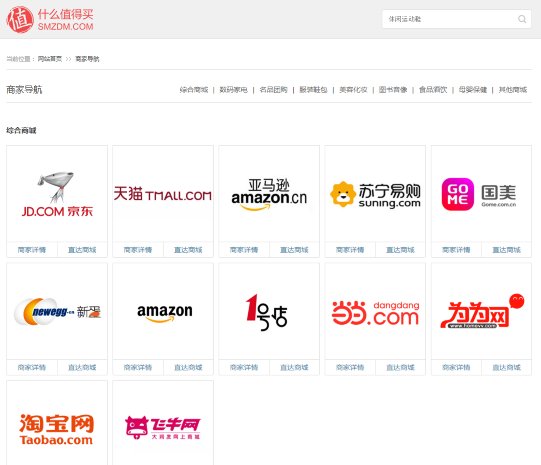 什么值得买
SMZDM.COM
休闲运动鞋
当前位置： 网站首页 >> 商家导航
商家导航
综合商城 | 数码家电 | 名品团购 | 服装鞋包 | 美容化妆 | 图书音像 | 食品酒饮 | 母婴保健 | 其他商城
综合商城
JD.COM 京东
天猫 TMALL.COM
亚马逊
amazon.cn
苏宁易购
suning.com
GO
ME
国美
Gome.com.cn
商家详情 直达商城 商家详情 直达商城 商家详情 直达商城 商家详情 直达商城 商家详情 直达商城
newegg.cn 新蛋
amazon
1号店
dangdang
当当.com
为为网
www.homevv.com
商家详情 直达商城 商家详情 直达商城 商家详情 直达商城 商家详情 直达商城 商家详情 直达商城
淘宝网
Taobao.com
飞牛网
大润发网上商城